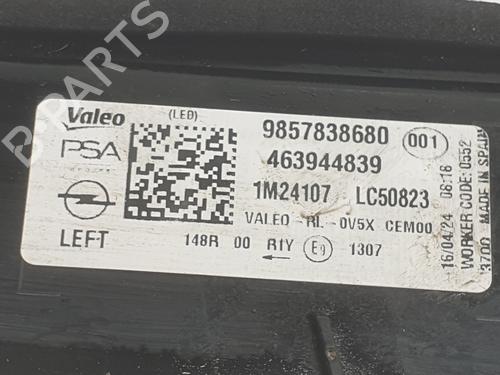 B-PARTS
Valeo
(LED)
PSA
LEFT
9857838680 001
463944839
1M24107 LC50823
VALEO -RL -0V5X CEM00
148R 00 R1Y E9 1307
16/04/24 06:16
WORKER CODE:0552
3700 MADE IN SPAIN